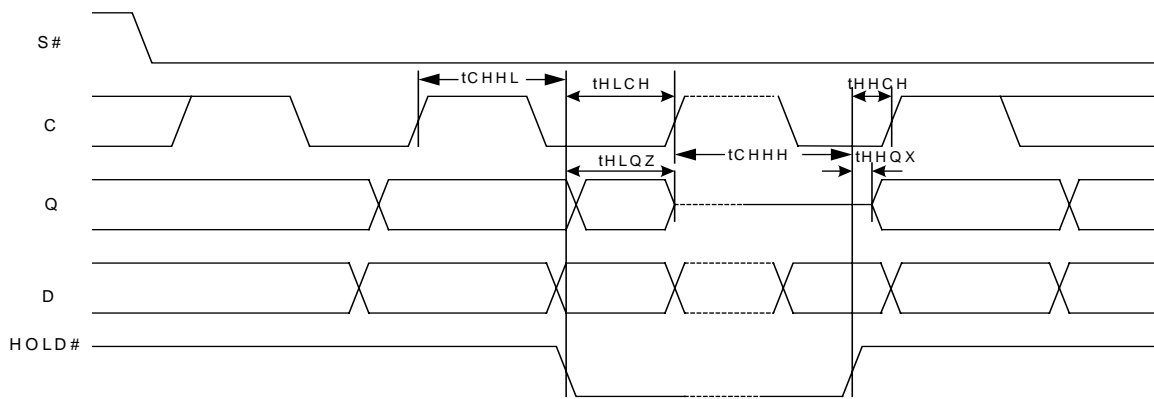 S#
tCHHL
tHLCH
tHHCH
C
tHLQZ
tCHHH
tHHQX
Q
D
HOLD#